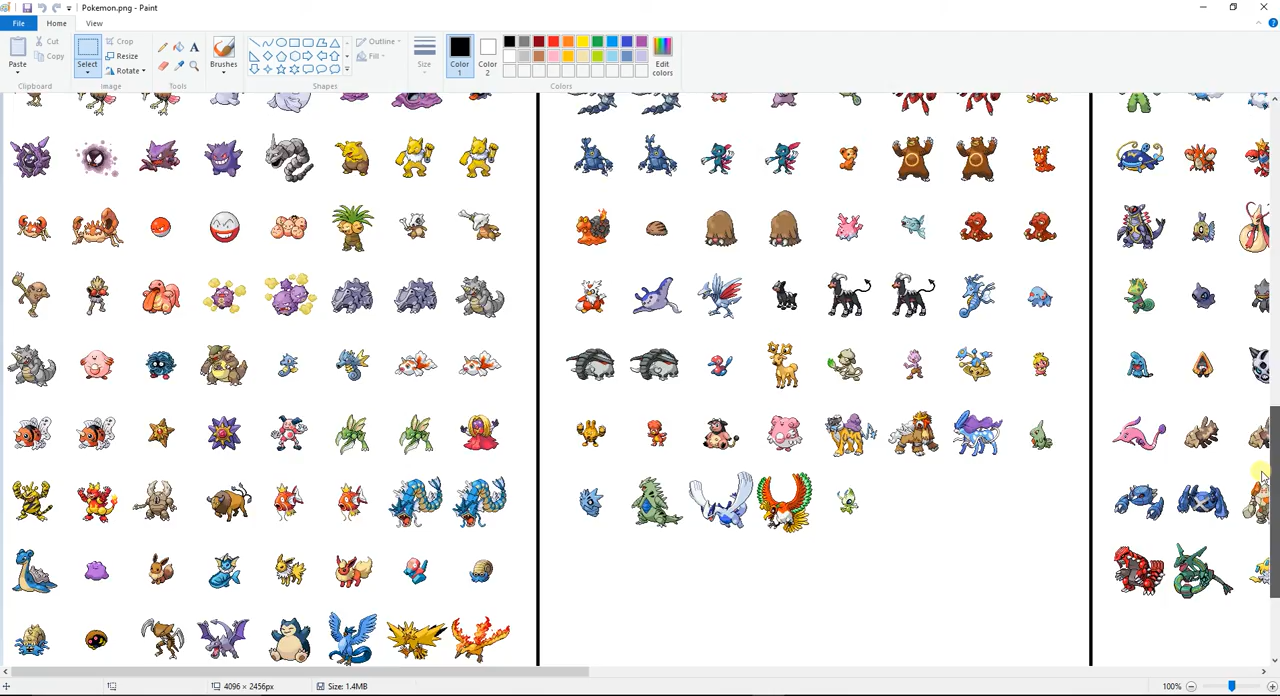 Pokemon.png - Paint
File Home View
Paste
Cut
Copy
Clipboard
Select
Crop
Resize
Rotate
Image
A
Tools
Brushes
Outline
Fill
Shapes
Size
Color 1
Color 2
Edit colors
Colors
4096 × 2456px
Size: 1.4MB
100%